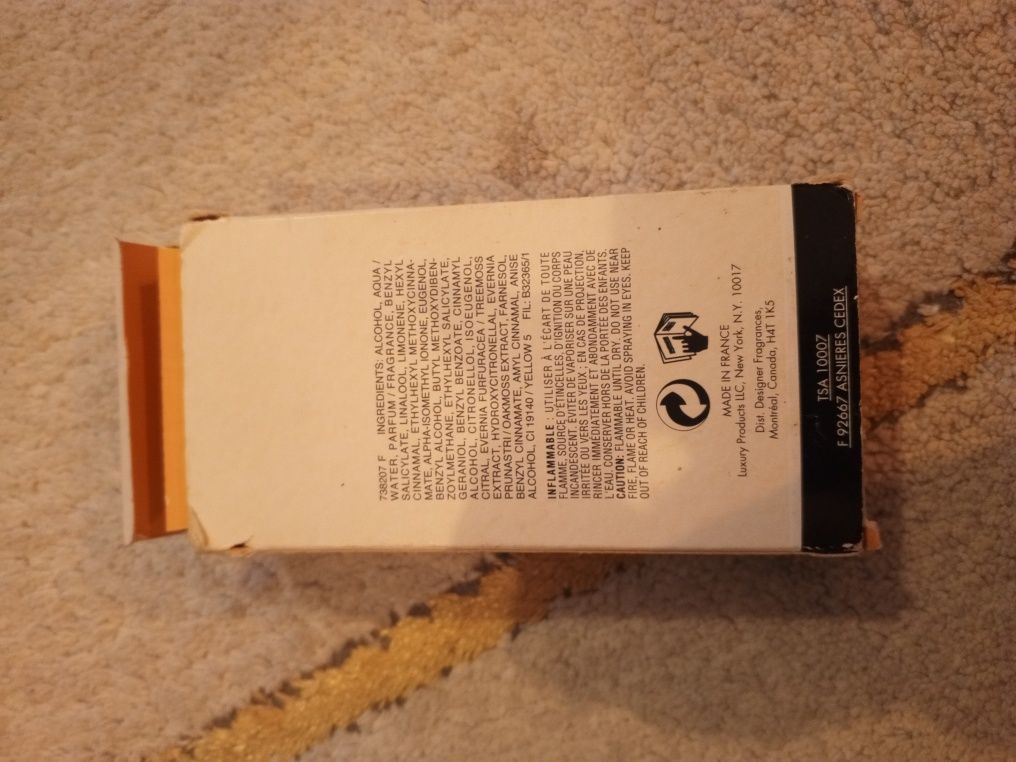 738207 F INGREDIENTS ALCOHOL, AQUA /
WATER, PARFUM / FRAGRANCE, BENZYL
SALICYLATE, LINALOOL, LIMONENE, HEXYL
CINNAMAL, ETHYLHEXYL METHOXYCINNA-
MATE, ALPHA-ISOMETHYL IONONE, EUGENOL,
BENZYL ALCOHOL, BUTYL METHOXYDIBEN-
ZOYLMETHANE, ETHYLHEXYL SALICYLATE,
GERANIOL, BENZYL BENZOATE, CINNAMYL
ALCOHOL, CITRONELLOL, ISOEUGENOL,
CITRAL, EVERNIA FURFURACEA / TREEMOSS
EXTRACT, HYDROXYCITRONELLAL, EVERNIA
PRUNASTRI / OAKMOSS EXTRACT, FARNESOL,
BENZYL CINNAMATE, AMYL CINNAMAL, ANISE
ALCOHOL, CI 19140 / YELLOW 5 FIL: B32365/1
INFLAMMABLE : UTILISER À L'ÉCART DE TOUTE
FLAMME, SOURCE D'ÉTINCELLES, D'IGNITION OU CORPS
INCANDESCENT. ÉVITER DE VAPORISER SUR UNE PEAU
IRRITÉE OU VERS LES YEUX ; EN CAS DE PROJECTION,
RINCER IMMÉDIATEMENT ET ABONDAMMENT AVEC DE
L'EAU. CONSERVER HORS DE LA PORTÉE DES ENFANTS.
CAUTION: FLAMMABLE UNTIL DRY. DO NOT USE NEAR
FIRE, FLAME OR HEAT. AVOID SPRAYING IN EYES. KEEP
OUT OF REACH OF CHILDREN.
MADE IN FRANCE
Luxury Products LLC, New York, N.Y. 10017
Dist. Designer Fragrances,
Montréal, Canada, H4T 1K5
TSA 10007
F 92667 ASNIERES CEDEX